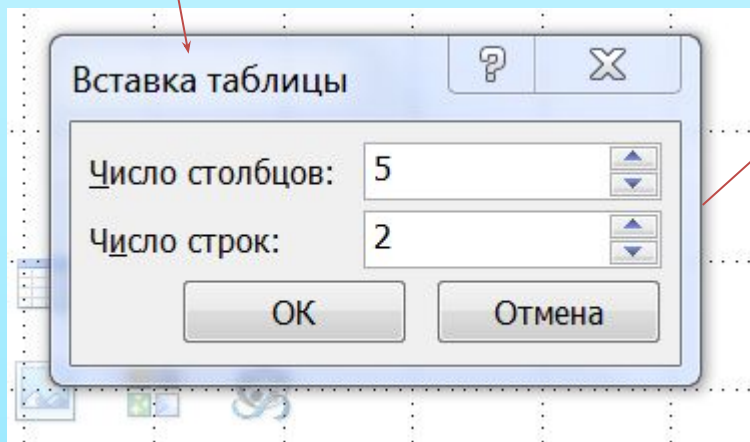 Вставка таблицы
Число столбцов: 5
Число строк: 2
ОК Отмена